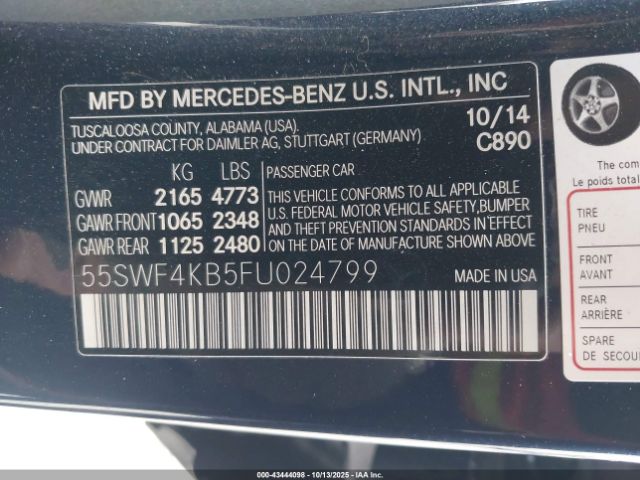 MFD BY MERCEDES-BENZ U.S. INTL., INC
TUSCALOOSA COUNTY, ALABAMA (USA). 10/14
UNDER CONTRACT FOR DAIMLER AG, STUTTGART (GERMANY) C890
KG LBS PASSENGER CAR
GVWR 2165 4773
GAWR FRONT 1065 2348
GAWR REAR 1125 2480
THIS VEHICLE CONFORMS TO ALL APPLICABLE
U.S. FEDERAL MOTOR VEHICLE SAFETY, BUMPER
AND THEFT PREVENTION STANDARDS IN
EFFECT ON THE DATE OF MANUFACTURE
SHOWN ABOVE.
55SWF4KB5FU024799
MADE IN USA
The com
Le poids total
TIRE
PNEU
FRONT
AVANT
REAR
ARRIÈRE
SPARE
DE SECOU
000-43444098 - 10/13/2025 - IAAI.COM